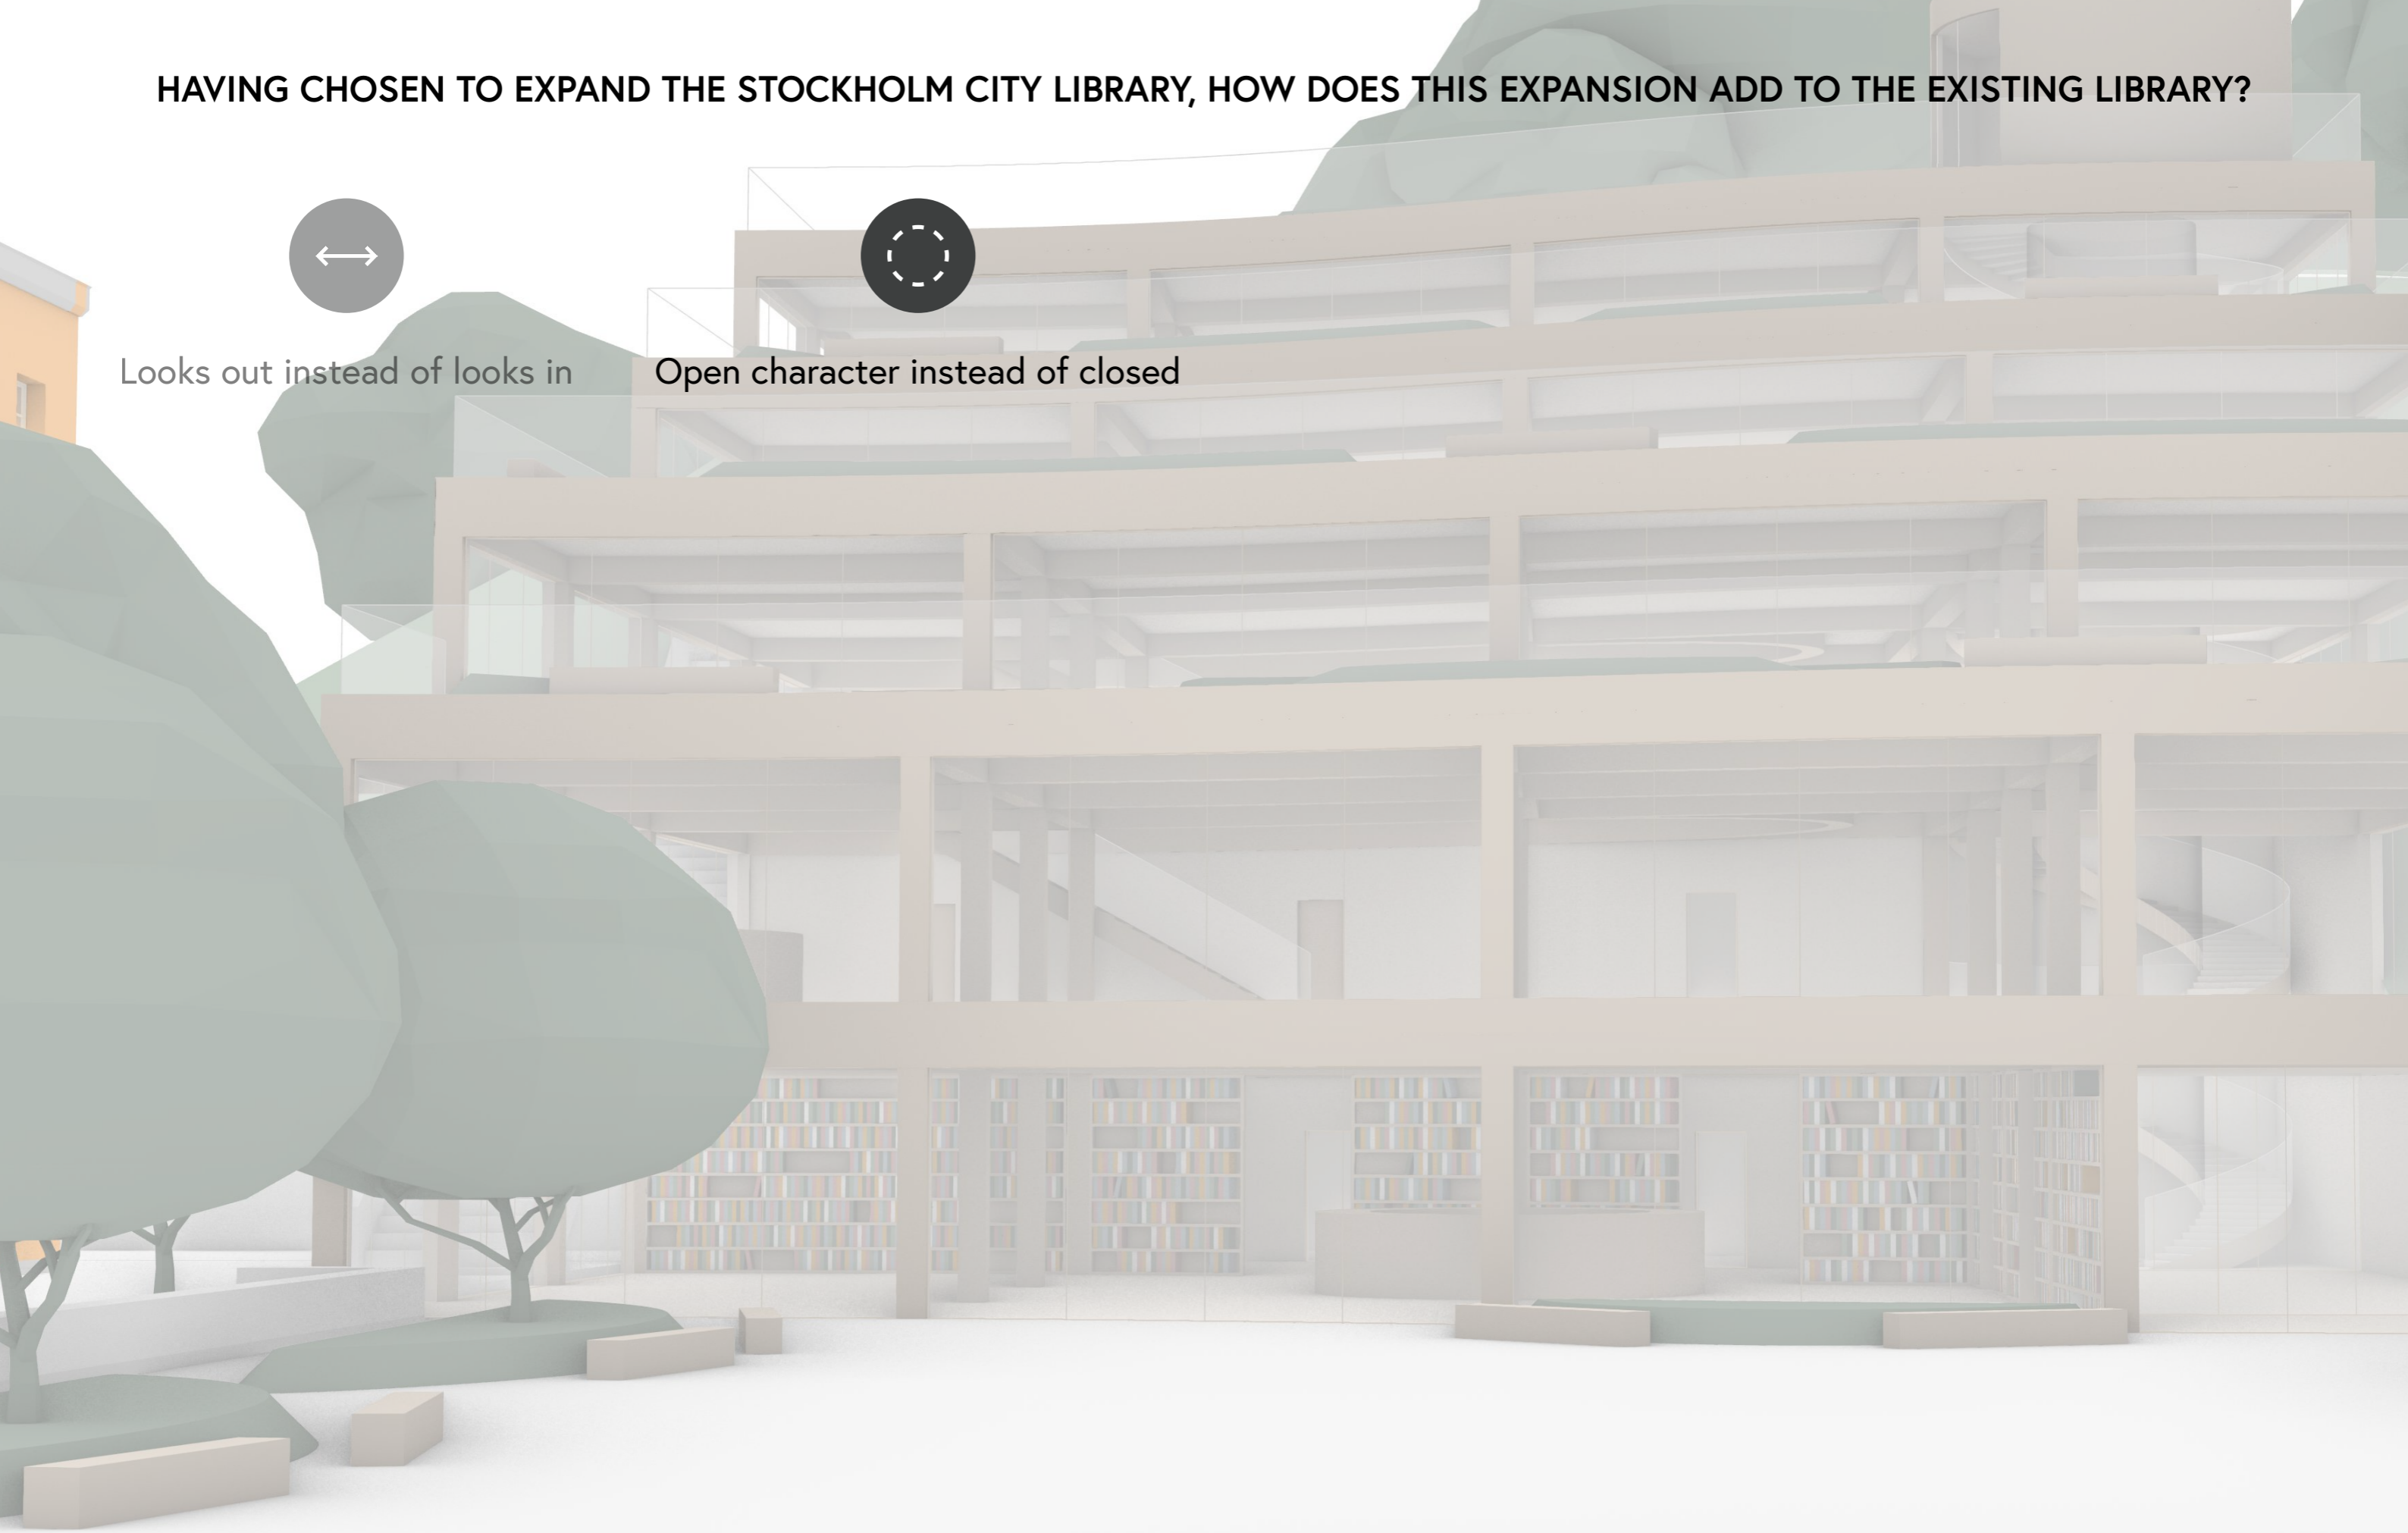 HAVING CHOSEN TO EXPAND THE STOCKHOLM CITY LIBRARY, HOW DOES THIS EXPANSION ADD TO THE EXISTING LIBRARY?
Looks out instead of looks in
Open character instead of closed